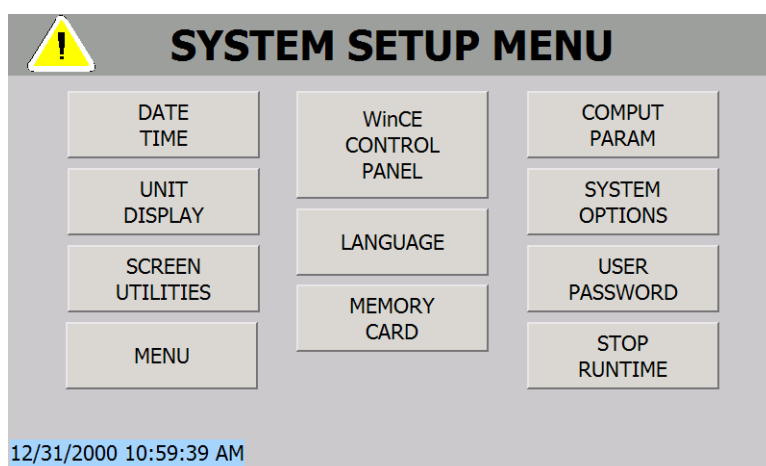 !
SYSTEM SETUP MENU
DATE
TIME
UNIT
DISPLAY
SCREEN
UTILITIES
MENU
WinCE
CONTROL
PANEL
LANGUAGE
MEMORY
CARD
COMPUT
PARAM
SYSTEM
OPTIONS
USER
PASSWORD
STOP
RUNTIME
12/31/2000 10:59:39 AM